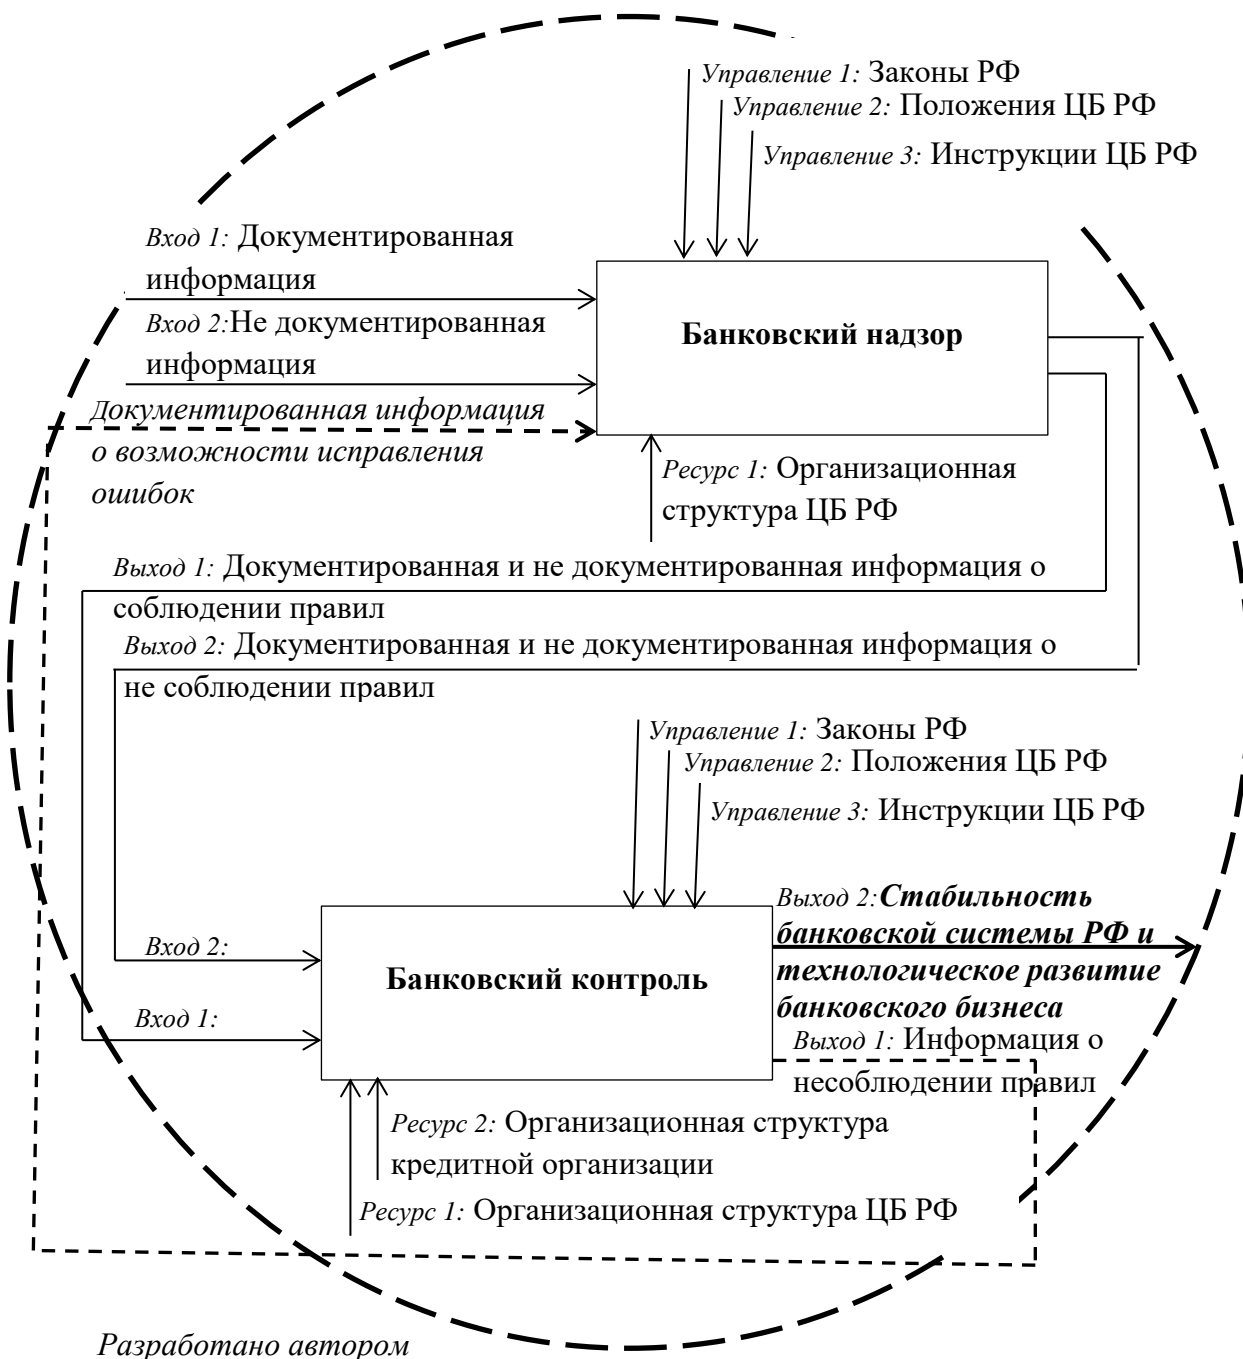 Управление 1: Законы РФ
Управление 2: Положения ЦБ РФ
Управление 3: Инструкции ЦБ РФ
Вход 1: Документированная
информация
Вход 2:Не документированная
информация
Банковский надзор
Документированная информация
о возможности исправления
ошибок
Ресурс 1: Организационная
структура ЦБ РФ
Выход 1: Документированная и не документированная информация о
соблюдении правил
Выход 2: Документированная и не документированная информация о
не соблюдении правил
Управление 1: Законы РФ
Управление 2: Положения ЦБ РФ
Управление 3: Инструкции ЦБ РФ
Вход 2:
Вход 1:
Банковский контроль
Выход 2:Стабильность
банковской системы РФ и
технологическое развитие
банковского бизнеса
Выход 1: Информация о
несоблюдении правил
Ресурс 2: Организационная структура
кредитной организации
Ресурс 1: Организационная структура ЦБ РФ
Разработано автором